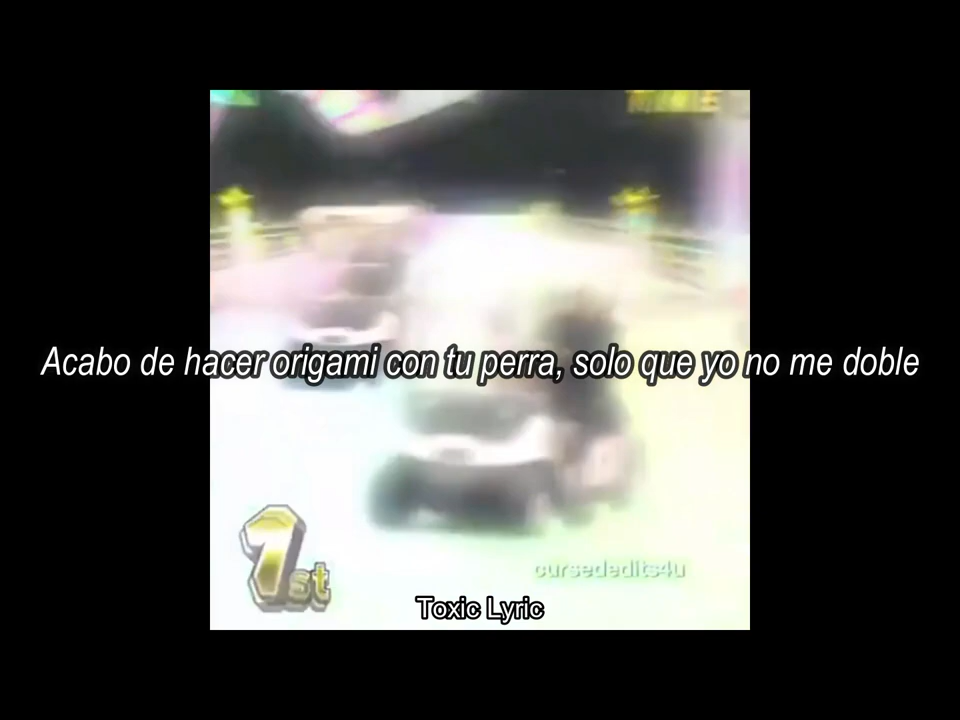 Acabo de hacer origami con tu perra, solo que yo no me doble
1st
cursededits4u
Toxic Lyric